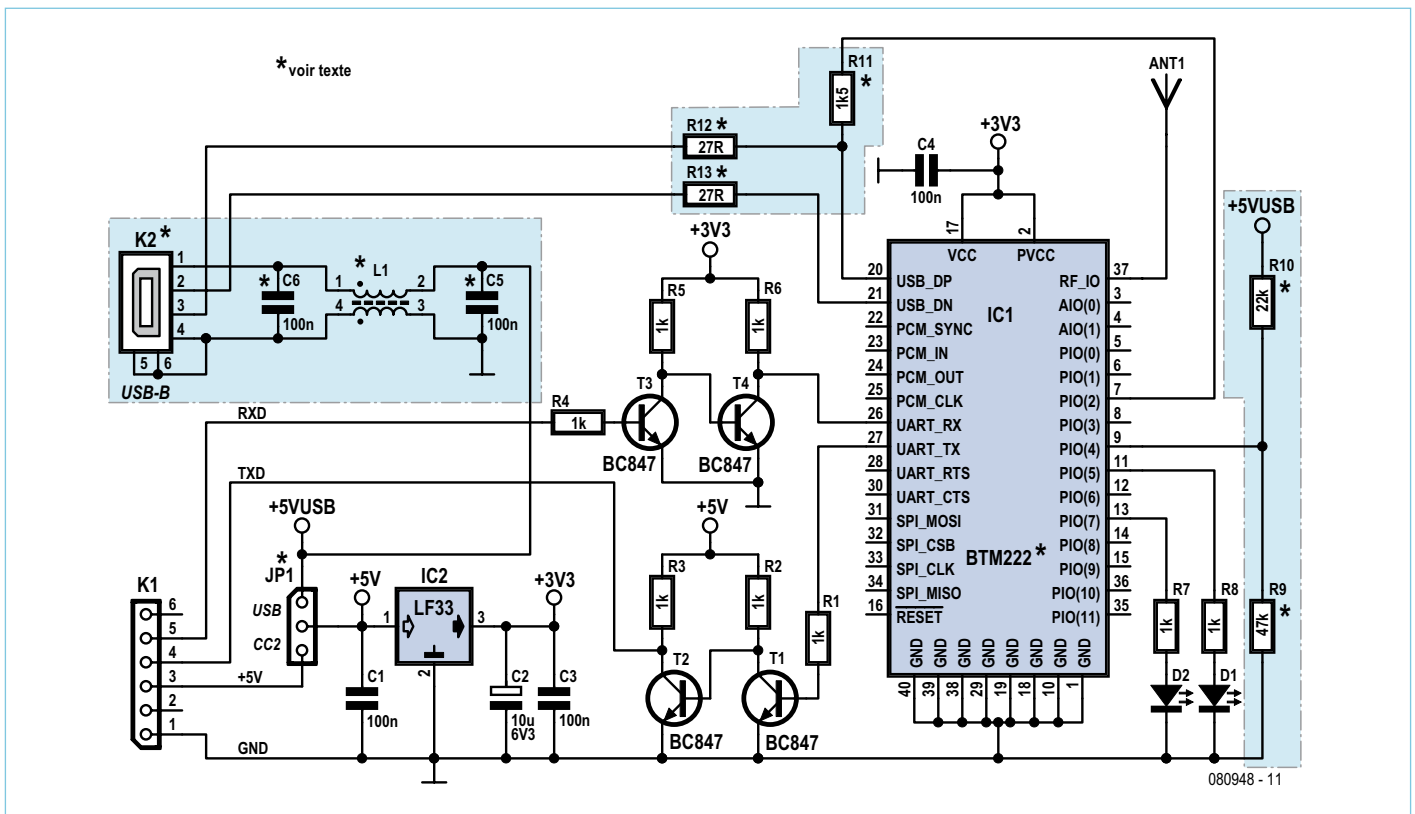 *voir texte
R11
*
1k5
ANT1
R12 *
27R
R13 *
27R
C4
100n
+3V3
+5VUSB
R10
*
22k
K2 *
1
2
3
4
5 6
USB-B
*
C6
100n
*
L1
1 2
4 3
*
C5
100n
+3V3
R5
1k
R6
1k
T3
BC847
T4
BC847
R4
1k
RXD
TXD
17
VCC
2
PVCC
IC1
BTM222 *
20 USB_DP
21 USB_DN
22 PCM_SYNC
23 PCM_IN
24 PCM_OUT
25 PCM_CLK
26 UART_RX
27 UART_TX
28 UART_RTS
30 UART_CTS
31 SPI_MOSI
32 SPI_CSB
33 SPI_CLK
34 SPI_MISO
16 RESET
RF_IO 37
AIO(0) 3
AIO(1) 4
PIO(0) 5
PIO(1) 6
PIO(2) 7
PIO(3) 8
PIO(4) 9
PIO(5) 11
PIO(6) 12
PIO(7) 13
PIO(8) 14
PIO(9) 15
PIO(10) 36
PIO(11) 35
GND GND GND GND GND GND GND GND
40 39 38 29 19 18 10 1
+5VUSB
*
JP1
USB
CC2
+5V
K1
6
5
4
3
2
1
+5V
GND
1
IC2
LF33
3
2
+3V3
C1
100n
C2
10u
6V3
C3
100n
+5V
R3
1k
R2
1k
R1
1k
T2
BC847
T1
BC847
R7
1k
R8
1k
R9
*
47k
D2
D1
080948 - 11